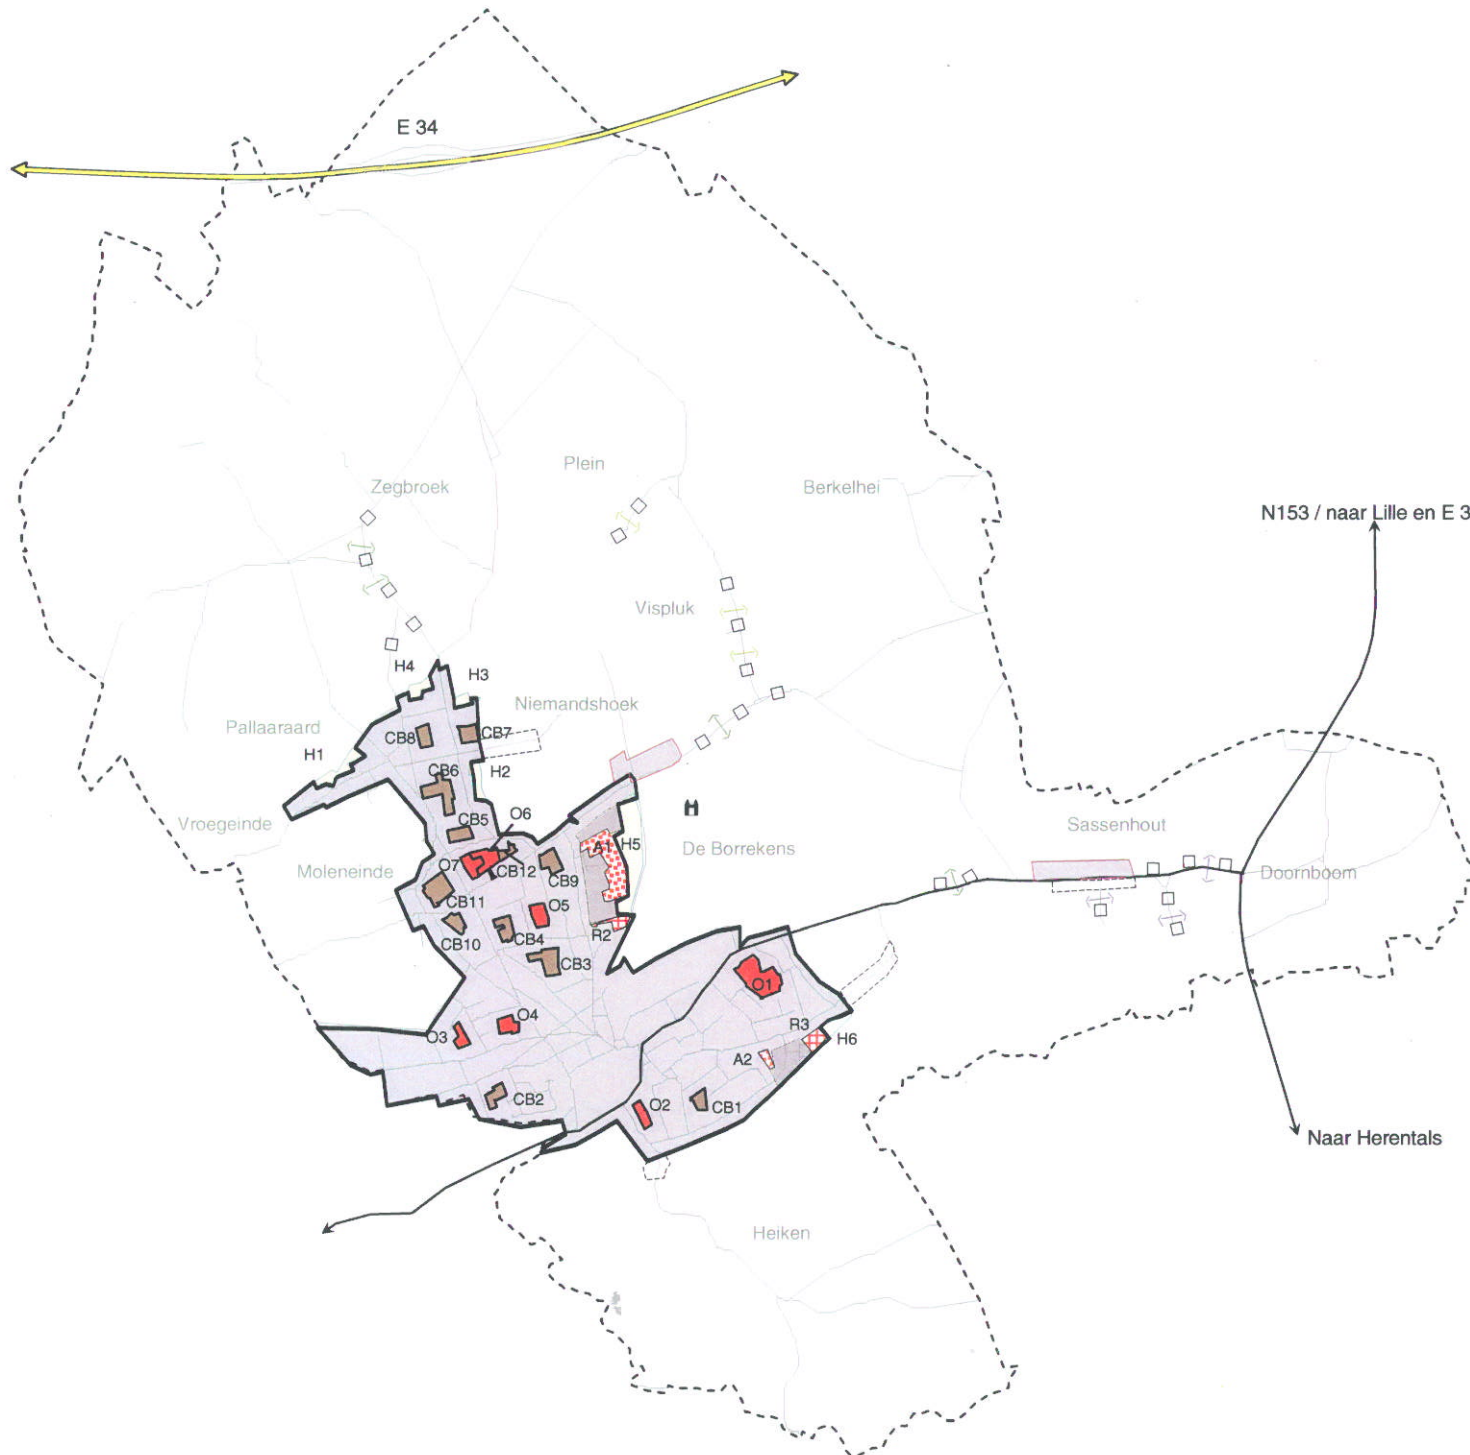 E 34
Plein
Zegbroek
Berkelhei
N153 / naar Lille en E 3
Vispluk
H4
H3
Niemandshoek
Pallaaraard
CB8
CB7
H1
H2
CB6
Vroegeinde
CB5
O6
Sassenhout
A1
H5
De Borrekens
O7
CB12
CB9
Moleneinde
Doornboom
CB11
O5
CB10
CB4
R2
CB3
O1
O4
O3
R3
H6
A2
CB2
O2
CB1
Naar Herentals
Heiken